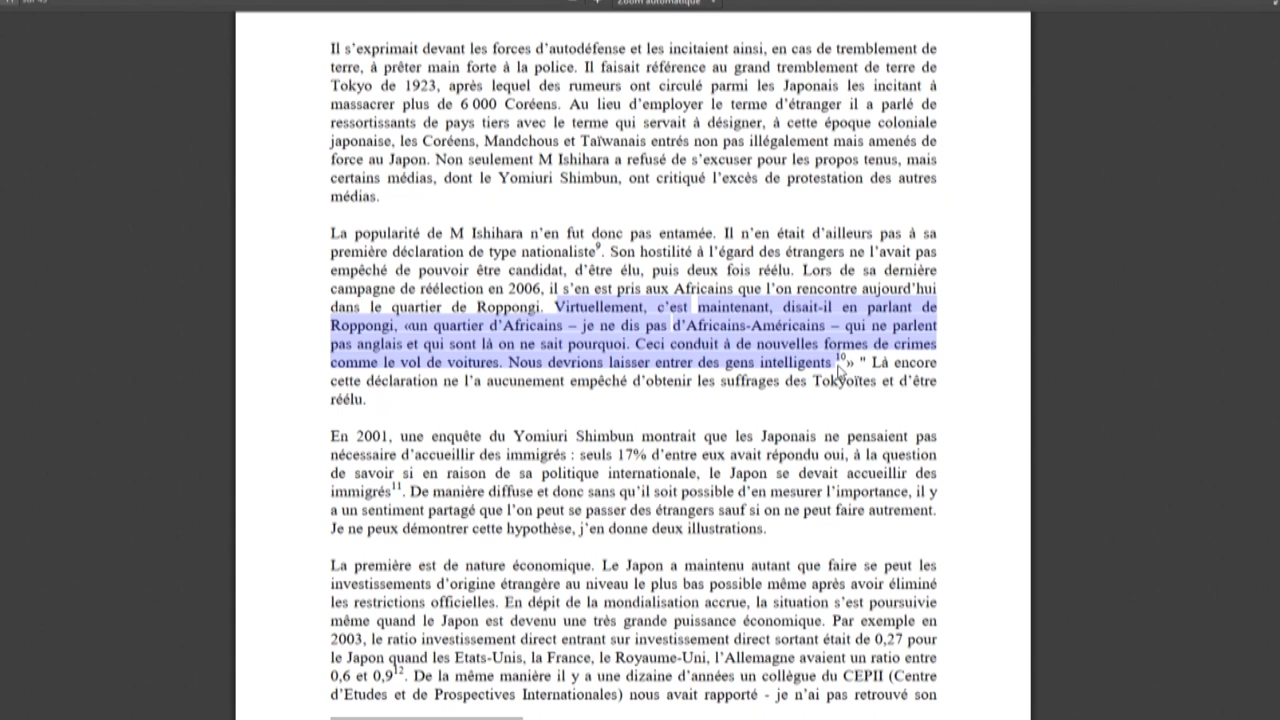 Il s'exprimait devant les forces d'autodéfense et les incitaient ainsi, en cas de tremblement de
terre, à prêter main forte à la police. Il faisait référence au grand tremblement de terre de
Tokyo de 1923, après lequel des rumeurs ont circulé parmi les Japonais les incitant à
massacrer plus de 6 000 Coréens. Au lieu d'employer le terme d'étranger il a parlé de
ressortissants de pays tiers avec le terme qui servait à désigner, à cette époque coloniale
japonaise, les Coréens, Mandchous et Taïwanais entrés non pas illégalement mais amenés de
force au Japon. Non seulement M Ishihara a refusé de s'excuser pour les propos tenus, mais
certains médias, dont le Yomiuri Shimbun, ont critiqué l'excès de protestation des autres
médias.
La popularité de M Ishihara n'en fut donc pas entamée. Il n'en était d'ailleurs pas à sa
première déclaration de type nationaliste9. Son hostilité à l'égard des étrangers ne l'avait pas
empêché de pouvoir être candidat, d'être élu, puis deux fois réélu. Lors de sa dernière
campagne de réélection en 2006, il s'en est pris aux Africains que l'on rencontre aujourd'hui
dans le quartier de Roppongi. Virtuellement, c'est maintenant, disait-il en parlant de
Roppongi, «un quartier d'Africains – je ne dis pas d'Africains-Américains – qui ne parlent
pas anglais et qui sont là on ne sait pourquoi. Ceci conduit à de nouvelles formes de crimes
comme le vol de voitures. Nous devrions laisser entrer des gens intelligents 10» " Là encore
cette déclaration ne l'a aucunement empêché d'obtenir les suffrages des Tokyoïtes et d'être
réélu.
En 2001, une enquête du Yomiuri Shimbun montrait que les Japonais ne pensaient pas
nécessaire d'accueillir des immigrés : seuls 17% d'entre eux avait répondu oui, à la question
de savoir si en raison de sa politique internationale, le Japon se devait accueillir des
immigrés11. De manière diffuse et donc sans qu'il soit possible d'en mesurer l'importance, il y
a un sentiment partagé que l'on peut se passer des étrangers sauf si on ne peut faire autrement.
Je ne peux démontrer cette hypothèse, j'en donne deux illustrations.
La première est de nature économique. Le Japon a maintenu autant que faire se peut les
investissements d'origine étrangère au niveau le plus bas possible même après avoir éliminé
les restrictions officielles. En dépit de la mondialisation accrue, la situation s'est poursuivie
même quand le Japon est devenu une très grande puissance économique. Par exemple en
2003, le ratio investissement direct entrant sur investissement direct sortant était de 0,27 pour
le Japon quand les Etats-Unis, la France, le Royaume-Uni, l'Allemagne avaient un ratio entre
0,6 et 0,912. De la même manière il y a une dizaine d'années un collègue du CEPII (Centre
d'Etudes et de Prospectives Internationales) nous avait rapporté - je n'ai pas retrouvé son